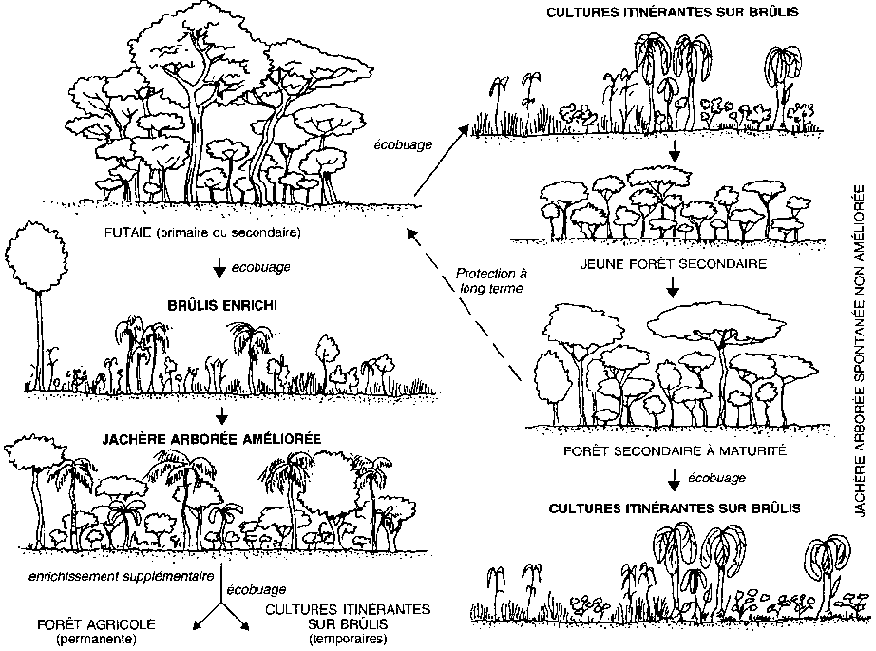 CULTURES ITINÉRANTES SUR BRÛLIS
écobuage
FUTAIE (primaire ou secondaire)
écobuage
BRÛLIS ENRICHI
JACHÈRE ARBORÉE AMÉLIORÉE
enrichissement supplémentaire
écobuage
FORÊT AGRICOLE
(permanente)
CULTURES ITINÉRANTES
SUR BRÛLIS
(temporaires)
JEUNE FORÊT SECONDAIRE
Protection à
long terme
FORÊT SECONDAIRE À MATURITÉ
écobuage
CULTURES ITINÉRANTES SUR BRÛLIS
JACHÈRE ARBORÉE SPONTANÉE NON AMÉLIORÉE